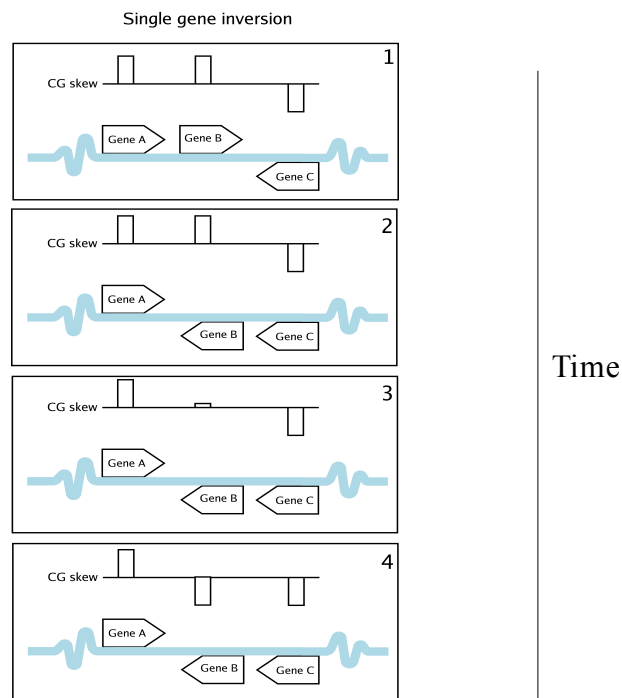 Single gene inversion
1
CG skew
Gene A
Gene B
Gene C
2
CG skew
Gene A
Gene B
Gene C
3
CG skew
Gene A
Gene B
Gene C
4
CG skew
Gene A
Gene B
Gene C
Time